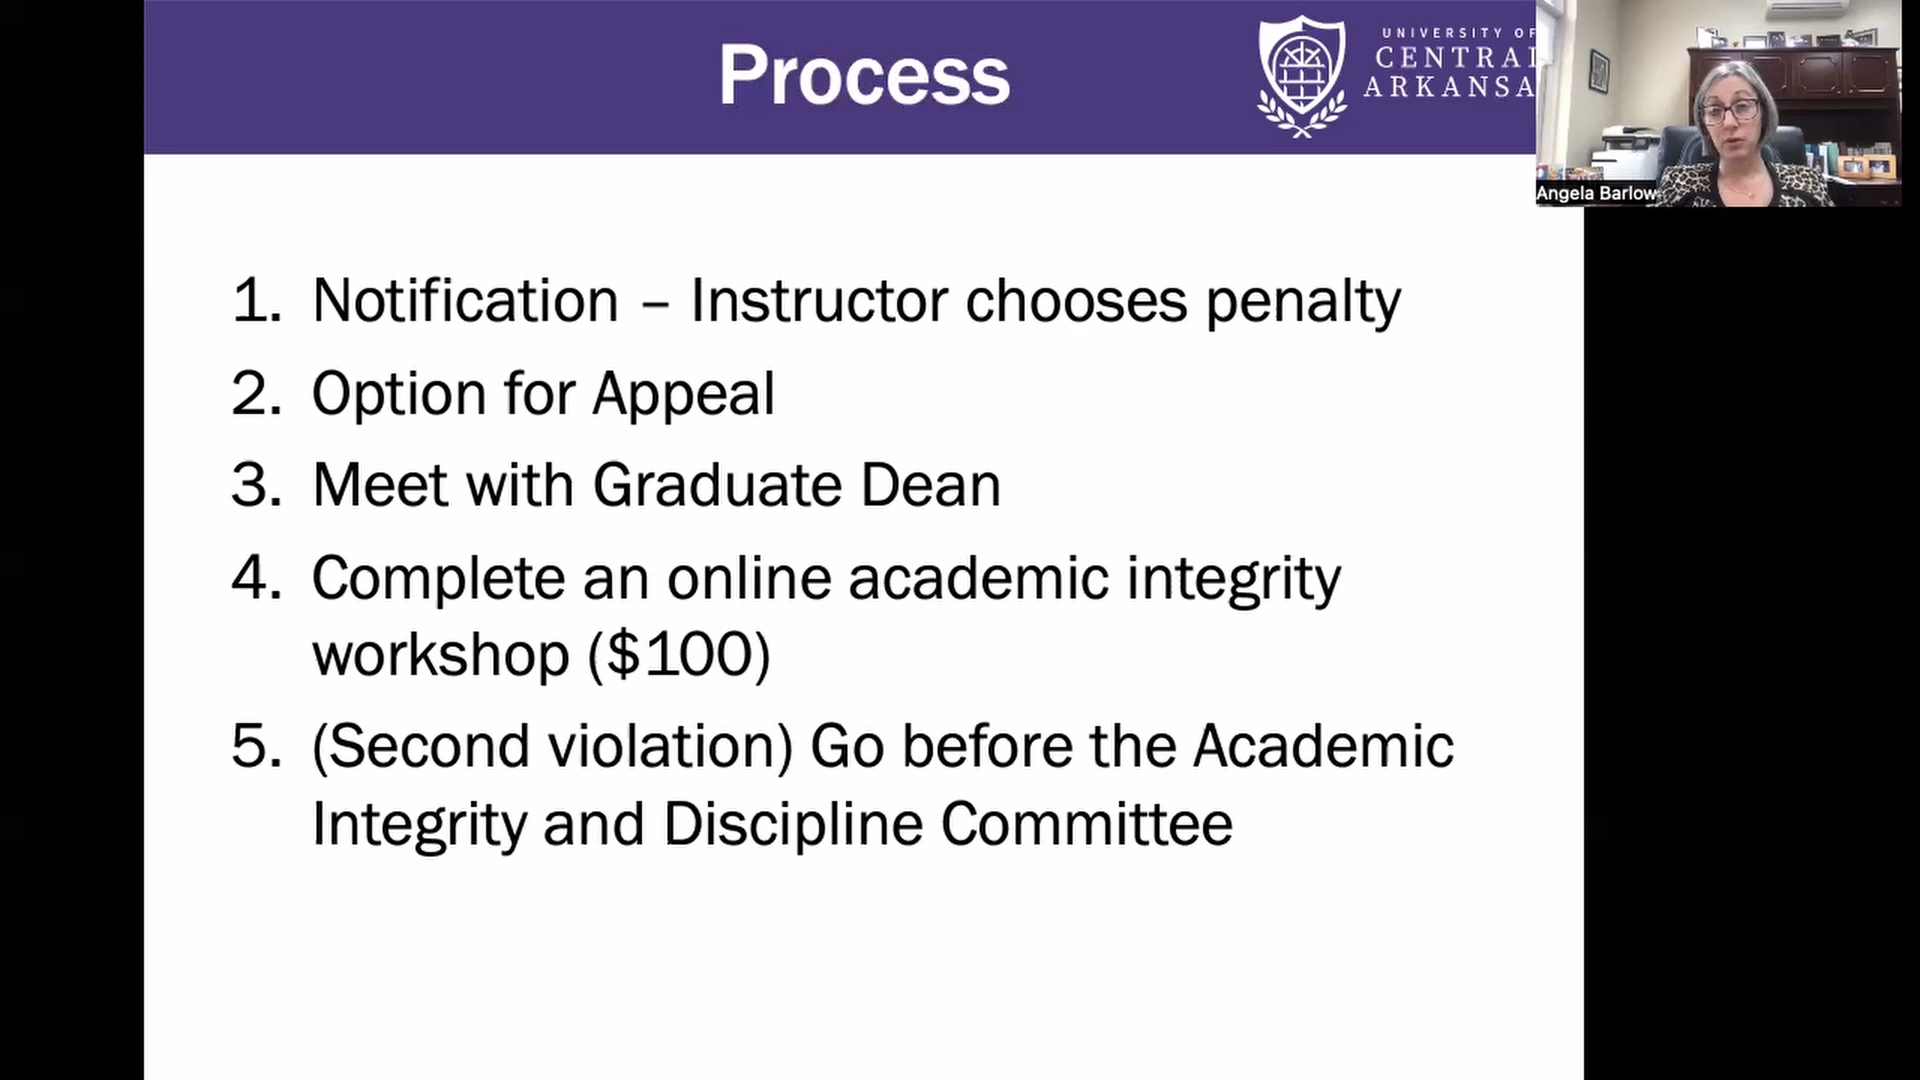 Process
UNIVERSITY OF
CENTRAL
ARKANSA
Angela Barlow
1. Notification – Instructor chooses penalty
2. Option for Appeal
3. Meet with Graduate Dean
4. Complete an online academic integrity
workshop ($100)
5. (Second violation) Go before the Academic
Integrity and Discipline Committee